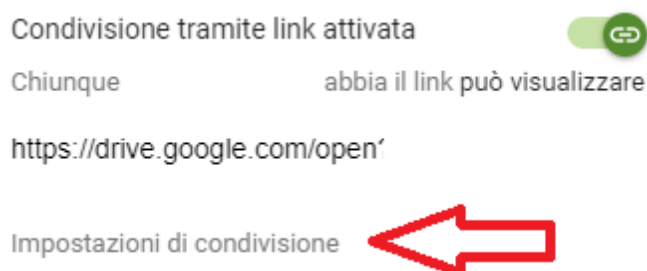 Condivisione tramite link attivata
Chiunque abbia il link può visualizzare
https://drive.google.com/open?
Impostazioni di condivisione